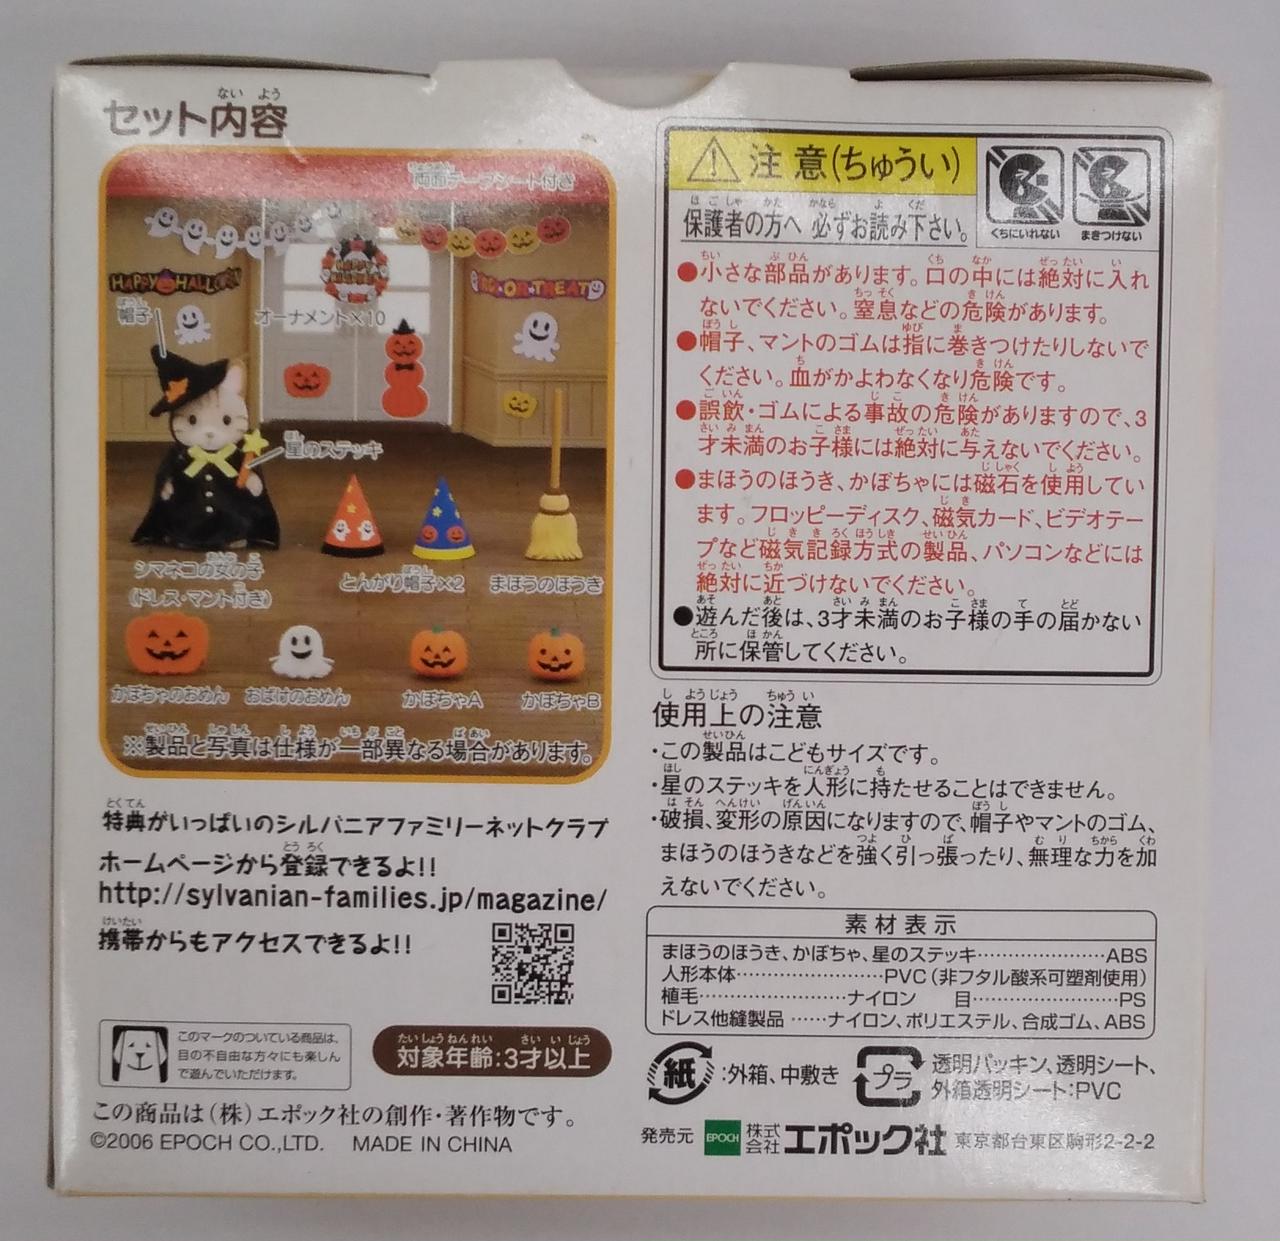 セット内容
両面テープシート付き
HAPPY HALLOWEEN
帽子
オーナメント×10
星のステッキ
シマネコの女の子
(ドレス・マント付き)
とんがり帽子×2
まほうのほうき
かぼちゃのおめん
おばけのおめん
かぼちゃA
かぼちゃB
※製品と写真は仕様が一部異なる場合があります。
特典がいっぱいのシルバニアファミリーネットクラブ
ホームページから登録できるよ!!
http://sylvanian-families.jp/magazine/
携帯からもアクセスできるよ!!
このマークのついている商品は、
目の不自由な方々にも楽しん
で遊んでいただけます。
対象年齢:3才以上
この商品は(株)エポック社の創作・著作物です。
©2006 EPOCH CO.,LTD. MADE IN CHINA
注意(ちゅうい)
保護者の方へ 必ずお読み下さい。
くちにいれない
まきつけない
●小さな部品があります。口の中には絶対に入れ
ないでください。窒息などの危険があります。
●帽子、マントのゴムは指に巻きつけたりしないで
ください。血がかよわなくなり危険です。
●誤飲・ゴムによる事故の危険がありますので、3
才未満のお子様には絶対に与えないでください。
●まほうのほうき、かぼちゃには磁石を使用してい
ます。フロッピーディスク、磁気カード、ビデオテー
プなど磁気記録方式の製品、パソコンなどには
絶対に近づけないでください。
●遊んだ後は、3才未満のお子様の手の届かない
所に保管してください。
使用上の注意
・この製品はこどもサイズです。
・星のステッキを人形に持たせることはできません。
・破損、変形の原因になりますので、帽子やマントのゴム、
まほうのほうきなどを強く引っ張ったり、無理な力を加
えないでください。
素材表示
まほうのほうき、かぼちゃ、星のステッキ……………………ABS
人形本体……………………PVC(非フタル酸系可塑剤使用)
植毛……………………ナイロン 目……………………PS
ドレス他縫製品……ナイロン、ポリエステル、合成ゴム、ABS
紙:外箱、中敷き
プラ 透明パッキン、透明シート、
外箱透明シート:PVC
発売元 EPOCH 株式会社エポック社 東京都台東区駒形2-2-2